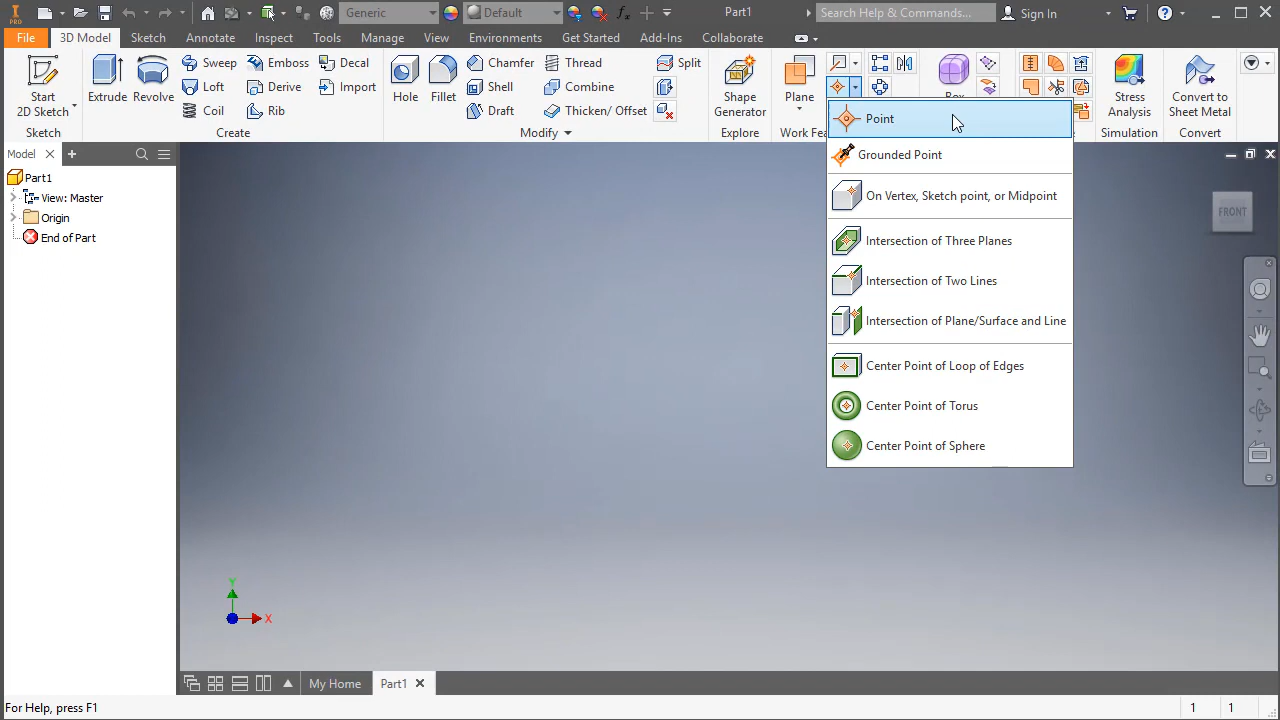 PRO
Generic
Default
Part1
Search Help & Commands...
Sign In
File
3D Model
Sketch
Annotate
Inspect
Tools
Manage
View
Environments
Get Started
Add-Ins
Collaborate
Start
2D Sketch
Extrude
Revolve
Sweep
Loft
Coil
Emboss
Derive
Rib
Decal
Import
Hole
Fillet
Chamfer
Shell
Draft
Thread
Combine
Thicken/ Offset
Split
Shape
Generator
Plane
Box
Stress
Analysis
Convert to
Sheet Metal
Sketch
Create
Modify
Explore
Work Fea
Simulation
Convert
Model
Part1
View: Master
Origin
End of Part
Point
Grounded Point
On Vertex, Sketch point, or Midpoint
Intersection of Three Planes
Intersection of Two Lines
Intersection of Plane/Surface and Line
Center Point of Loop of Edges
Center Point of Torus
Center Point of Sphere
FRONT
Y
X
My Home
Part1
For Help, press F1
1
1